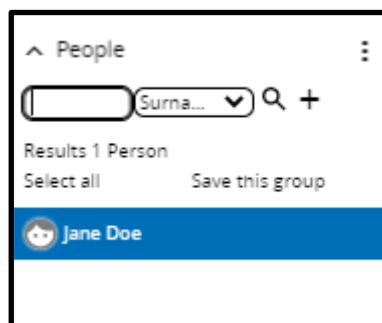 People
Surna...
Results 1 Person
Select all Save this group
Jane Doe